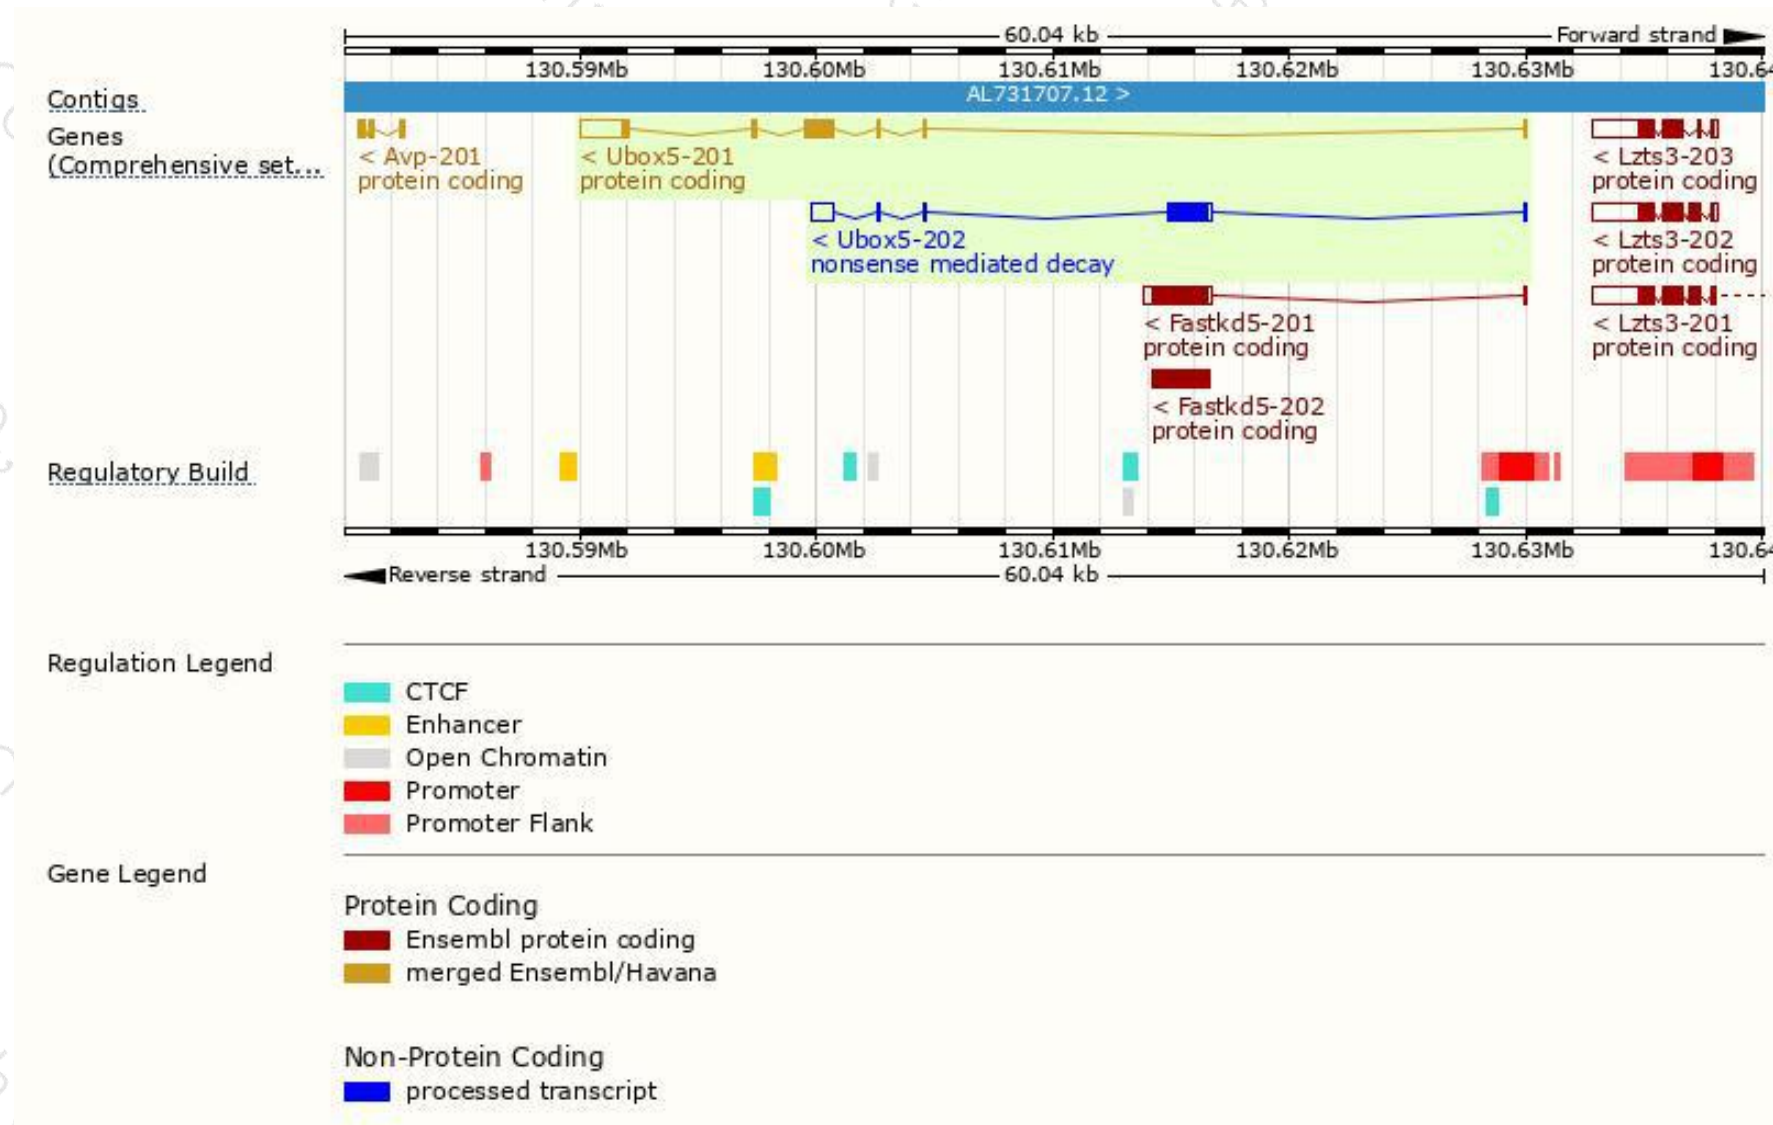 60.04 kb Forward strand
130.59Mb 130.60Mb 130.61Mb 130.62Mb 130.63Mb 130.64
Contigs AL731707.12 >
Genes
(Comprehensive set...
< Avp-201
protein coding
< Ubox5-201
protein coding
< Lzts3-203
protein coding
< Ubox5-202
nonsense mediated decay
< Lzts3-202
protein coding
< Fastkd5-201
protein coding
< Lzts3-201
protein coding
< Fastkd5-202
protein coding
Regulatory Build
130.59Mb 130.60Mb 130.61Mb 130.62Mb 130.63Mb 130.64
Reverse strand 60.04 kb
Regulation Legend
CTCF
Enhancer
Open Chromatin
Promoter
Promoter Flank
Gene Legend
Protein Coding
Ensembl protein coding
merged Ensembl/Havana
Non-Protein Coding
processed transcript